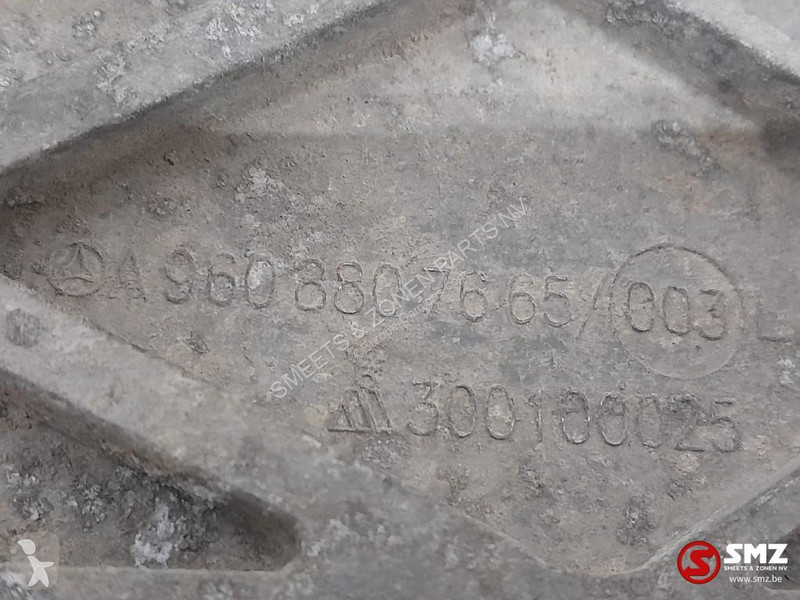 A 960 880 76 65/003 L
300100025
SMEETS & ZONEN PARTS NV
SMZ
SMEETS & ZONEN NV
www.smz.be